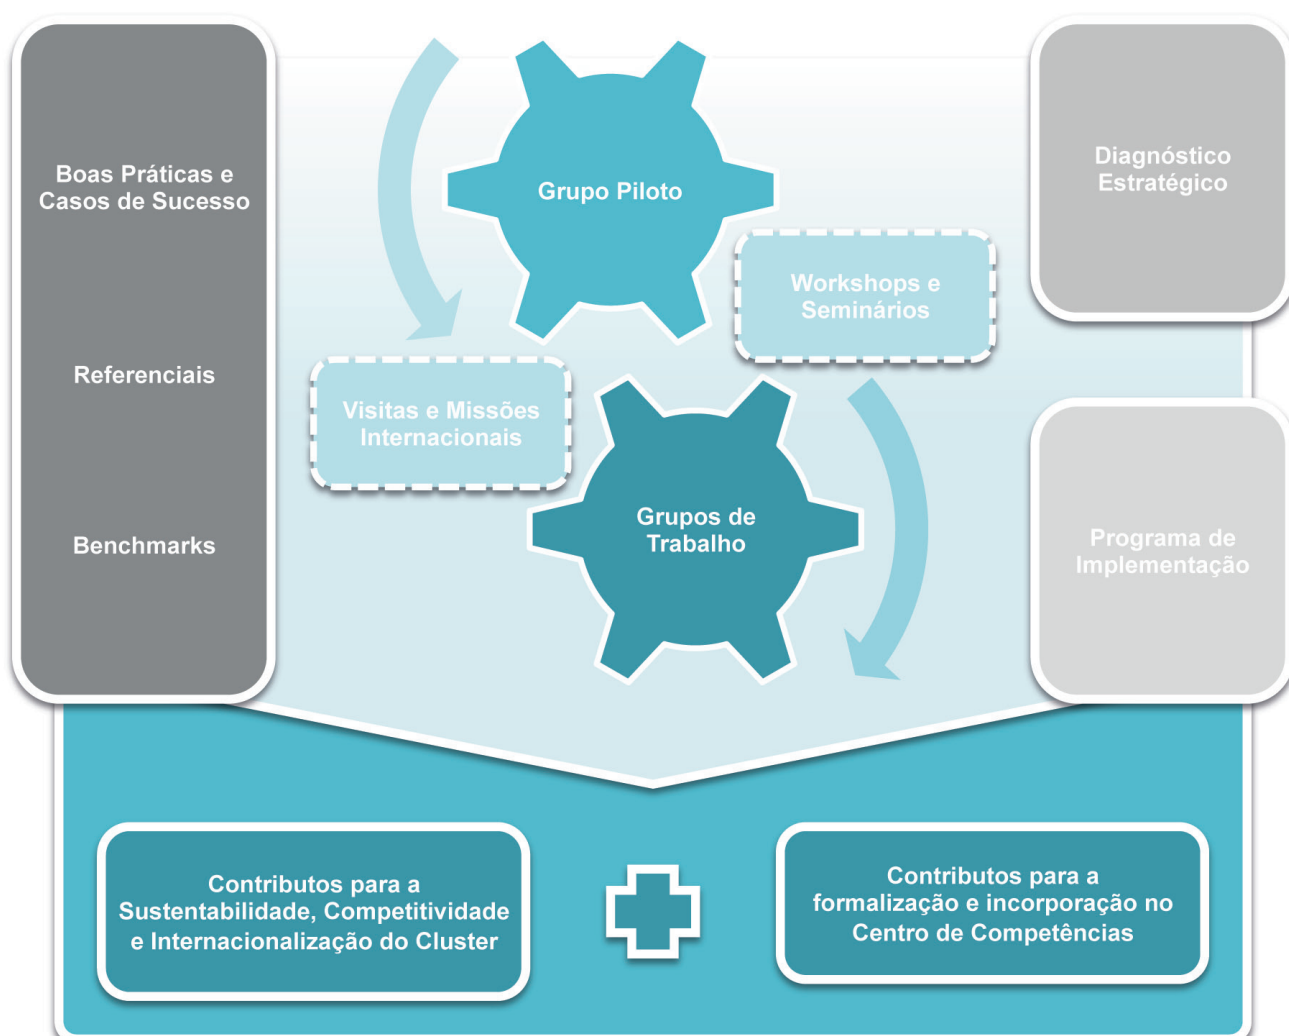 Boas Práticas e
Casos de Sucesso
Referenciais
Benchmarks
Grupo Piloto
Workshops e
Seminários
Visitas e Missões
Internacionais
Grupos de
Trabalho
Diagnóstico
Estratégico
Programa de
Implementação
Contributos para a
Sustentabilidade, Competitividade
e Internacionalização do Cluster
Contributos para a
formalização e incorporação no
Centro de Competências